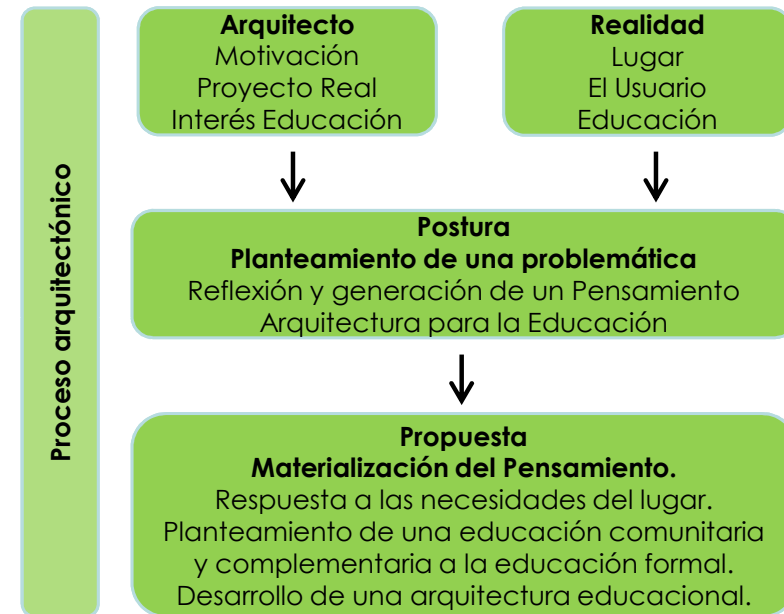 Proceso arquitectónico
Arquitecto
Motivación
Proyecto Real
Interés Educación
Realidad
Lugar
El Usuario
Educación
Postura
Planteamiento de una problemática
Reflexión y generación de un Pensamiento
Arquitectura para la Educación
Propuesta
Materialización del Pensamiento.
Respuesta a las necesidades del lugar.
Planteamiento de una educación comunitaria
y complementaria a la educación formal.
Desarrollo de una arquitectura educacional.